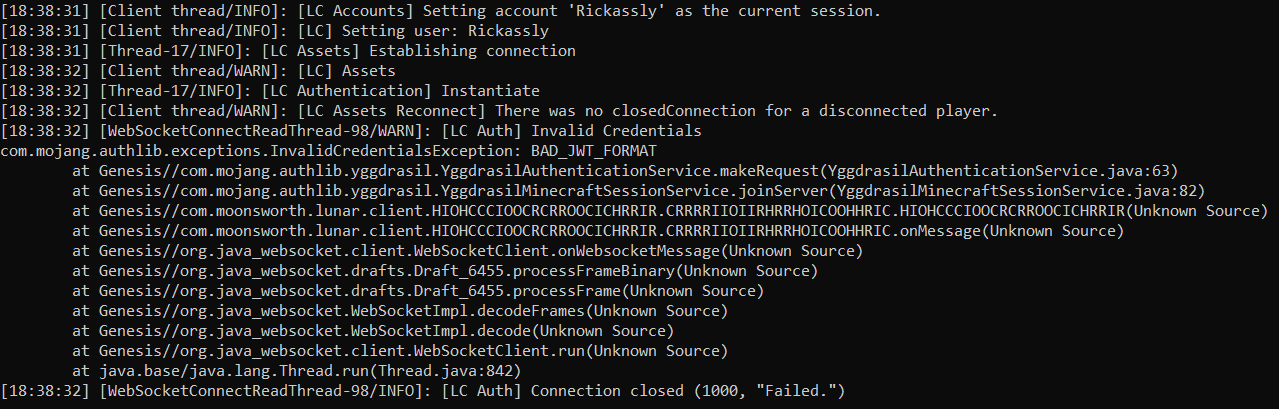 [18:38:31] [Client thread/INFO]: [LC Accounts] Setting account 'Rickassly' as the current session.
[18:38:31] [Client thread/INFO]: [LC] Setting user: Rickassly
[18:38:31] [Thread-17/INFO]: [LC Assets] Establishing connection
[18:38:32] [Client thread/WARN]: [LC] Assets
[18:38:32] [Thread-17/INFO]: [LC Authentication] Instantiate
[18:38:32] [Client thread/WARN]: [LC Assets Reconnect] There was no closedConnection for a disconnected player.
[18:38:32] [WebSocketConnectReadThread-98/WARN]: [LC Auth] Invalid Credentials
com.mojang.authlib.exceptions.InvalidCredentialsException: BAD_JWT_FORMAT
at Genesis//com.mojang.authlib.yggdrasil.YggdrasilAuthenticationService.makeRequest(YggdrasilAuthenticationService.java:63)
at Genesis//com.mojang.authlib.yggdrasil.YggdrasilMinecraftSessionService.joinServer(YggdrasilMinecraftSessionService.java:82)
at Genesis//com.moonsworth.lunar.client.HIOHCCCIOOCRCRROOCICHRRIR.CRRRRIIOIIRHRRHOICOOHHRIC.HIOHCCCIOOCRCRROOCICHRRIR(Unknown Source)
at Genesis//com.moonsworth.lunar.client.HIOHCCCIOOCRCRROOCICHRRIR.CRRRRIIOIIRHRRHOICOOHHRIC.onMessage(Unknown Source)
at Genesis//org.java_websocket.client.WebSocketClient.onWebsocketMessage(Unknown Source)
at Genesis//org.java_websocket.drafts.Draft_6455.processFrameBinary(Unknown Source)
at Genesis//org.java_websocket.drafts.Draft_6455.processFrame(Unknown Source)
at Genesis//org.java_websocket.WebSocketImpl.decodeFrames(Unknown Source)
at Genesis//org.java_websocket.WebSocketImpl.decode(Unknown Source)
at Genesis//org.java_websocket.client.WebSocketClient.run(Unknown Source)
at java.base/java.lang.Thread.run(Thread.java:842)
[18:38:32] [WebSocketConnectReadThread-98/INFO]: [LC Auth] Connection closed (1000, "Failed.")